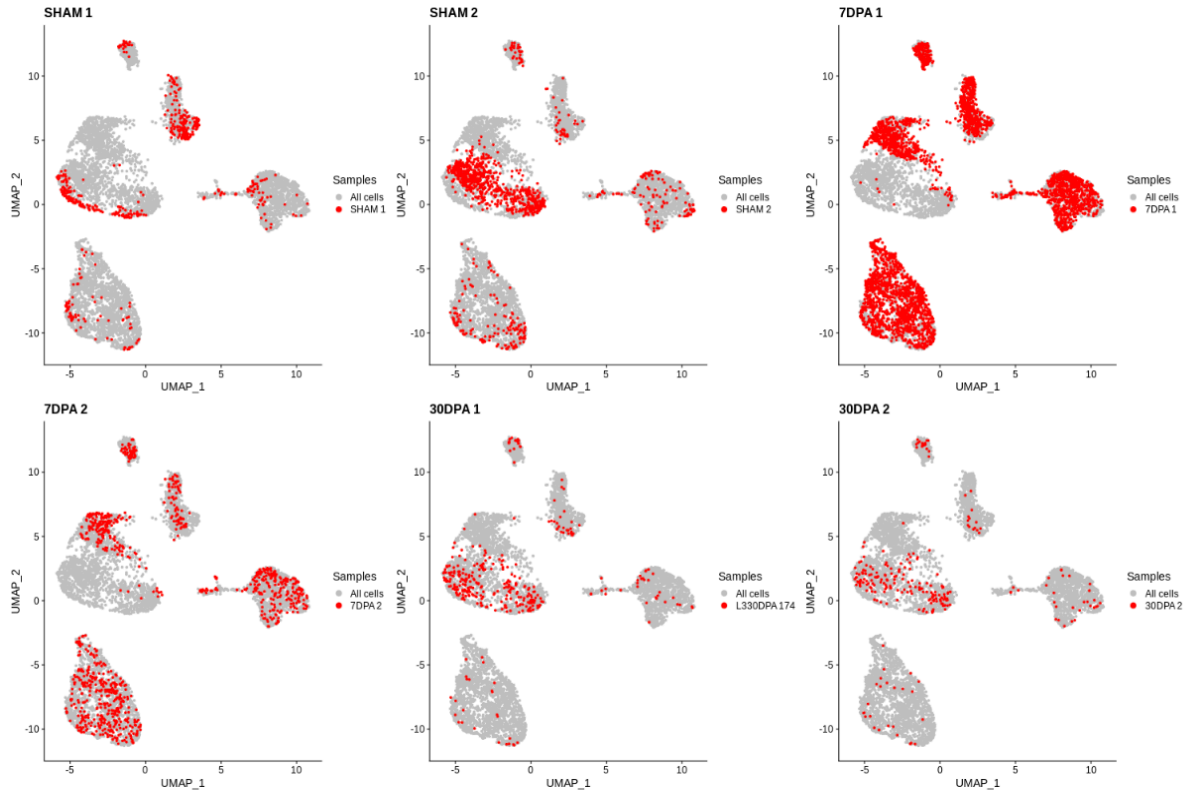 SHAM 1
SHAM 2
7DPA 1
10
5
0
-5
-10
UMAP_2
-5
0
5
10
UMAP_1
Samples
All cells
SHAM 1
10
5
0
-5
-10
UMAP_2
-5
0
5
10
UMAP_1
Samples
All cells
SHAM 2
10
5
0
-5
-10
UMAP_2
-5
0
5
10
UMAP_1
Samples
All cells
7DPA 1
7DPA 2
30DPA 1
30DPA 2
10
5
0
-5
-10
UMAP_2
-5
0
5
10
UMAP_1
Samples
All cells
7DPA 2
10
5
0
-5
-10
UMAP_2
-5
0
5
10
UMAP_1
Samples
All cells
L330DPA 174
10
5
0
-5
-10
UMAP_2
-5
0
5
10
UMAP_1
Samples
All cells
30DPA 2